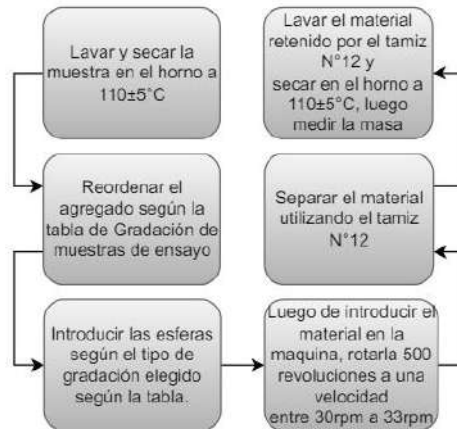 Lavar y secar la
muestra en el horno a
110±5°C
Reordenar el
agregado según la
tabla de Gradación de
muestras de ensayo
Introducir las esferas
según el tipo de
gradación elegido
según la tabla.
Luego de introducir el
material en la
maquina, rotarla 500
revoluciones a una
velocidad
entre 30rpm a 33rpm
Separar el material
utilizando el tamiz
N°12
Lavar el material
retenido por el tamiz
N°12 y
secar en el horno a
110±5°C, luego
medir la masa